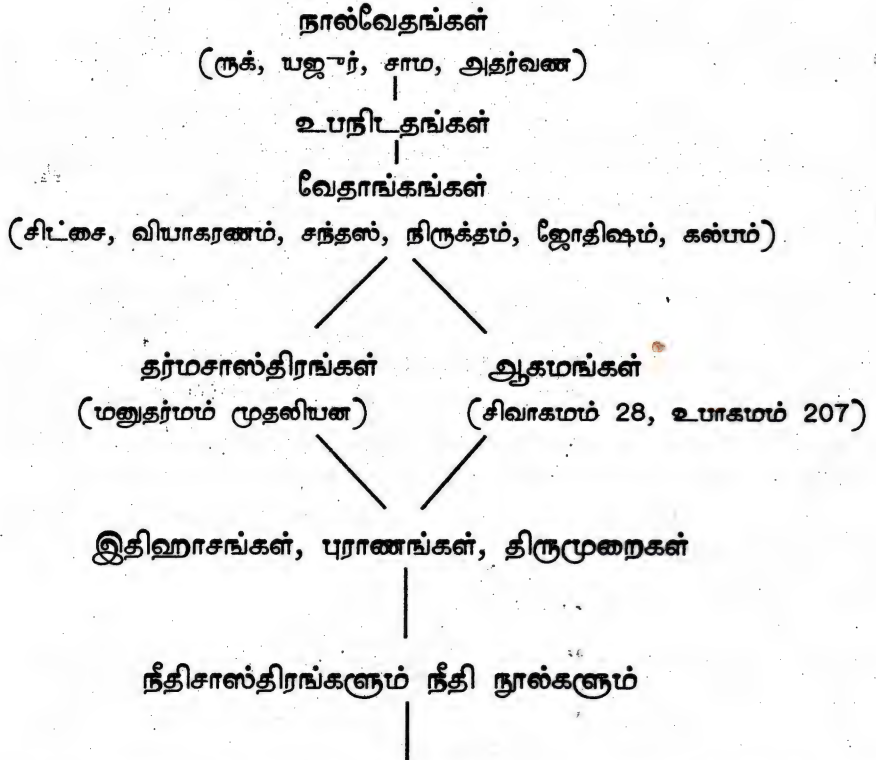 நால்வேதங்கள்
(ருக், யஜுர், சாம, அதர்வண)
உபநிடதங்கள்
வேதாங்கங்கள்
(சிட்சை, வியாகரணம், சந்தஸ், நிருக்தம், ஜோதிஷம், கல்பம்)
தர்மசாஸ்திரங்கள் ஆகமங்கள்
(மனுதர்மம் மூதலியன) (சிவாகமம் 28, உபாகமம் 207)
இதிஹாசங்கள், புராணங்கள், திருமுறைகள்
நீதிசாஸ்திரங்களும் நீதி நூல்களும்